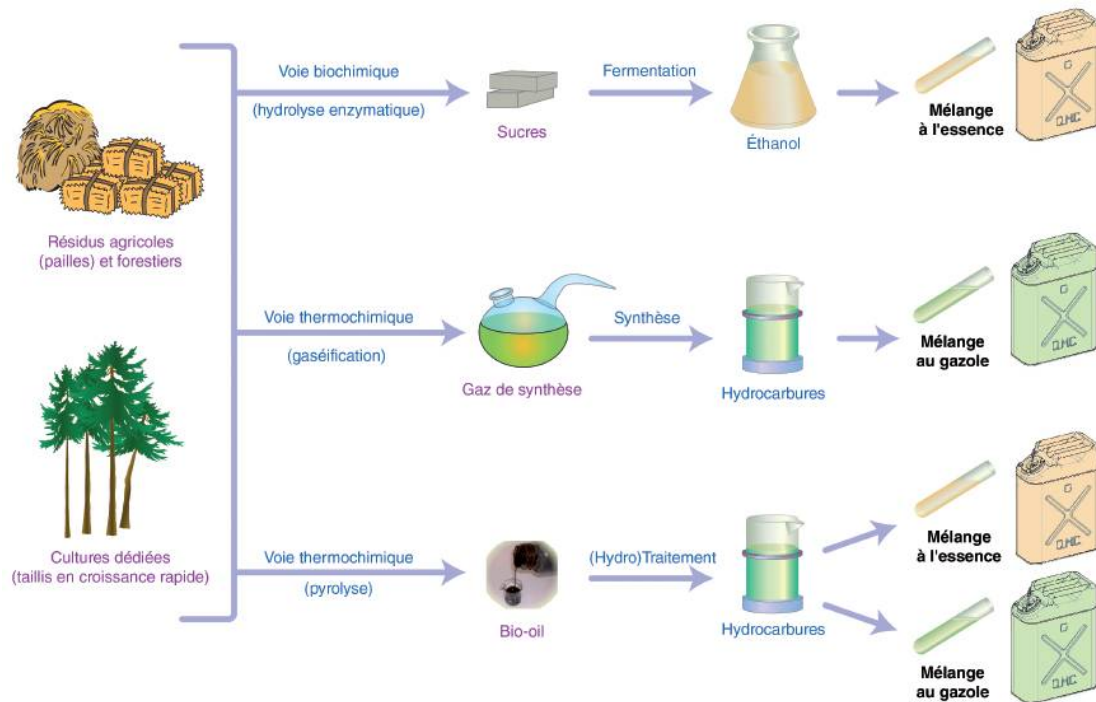 Voie biochimique
(hydrolyse enzymatique)
Sucres
Fermentation
Éthanol
Mélange
à l'essence
G
Q.M.C
Résidus agricoles
(pailles) et forestiers
Voie thermochimique
(gaséification)
Gaz de synthèse
Synthèse
Hydrocarbures
Mélange
au gazole
G
Q.M.C
Cultures dédiées
(taillis en croissance rapide)
Voie thermochimique
(pyrolyse)
Bio-oil
(Hydro)Traitement
Hydrocarbures
Mélange
à l'essence
G
Q.M.C
Mélange
au gazole
G
Q.M.C